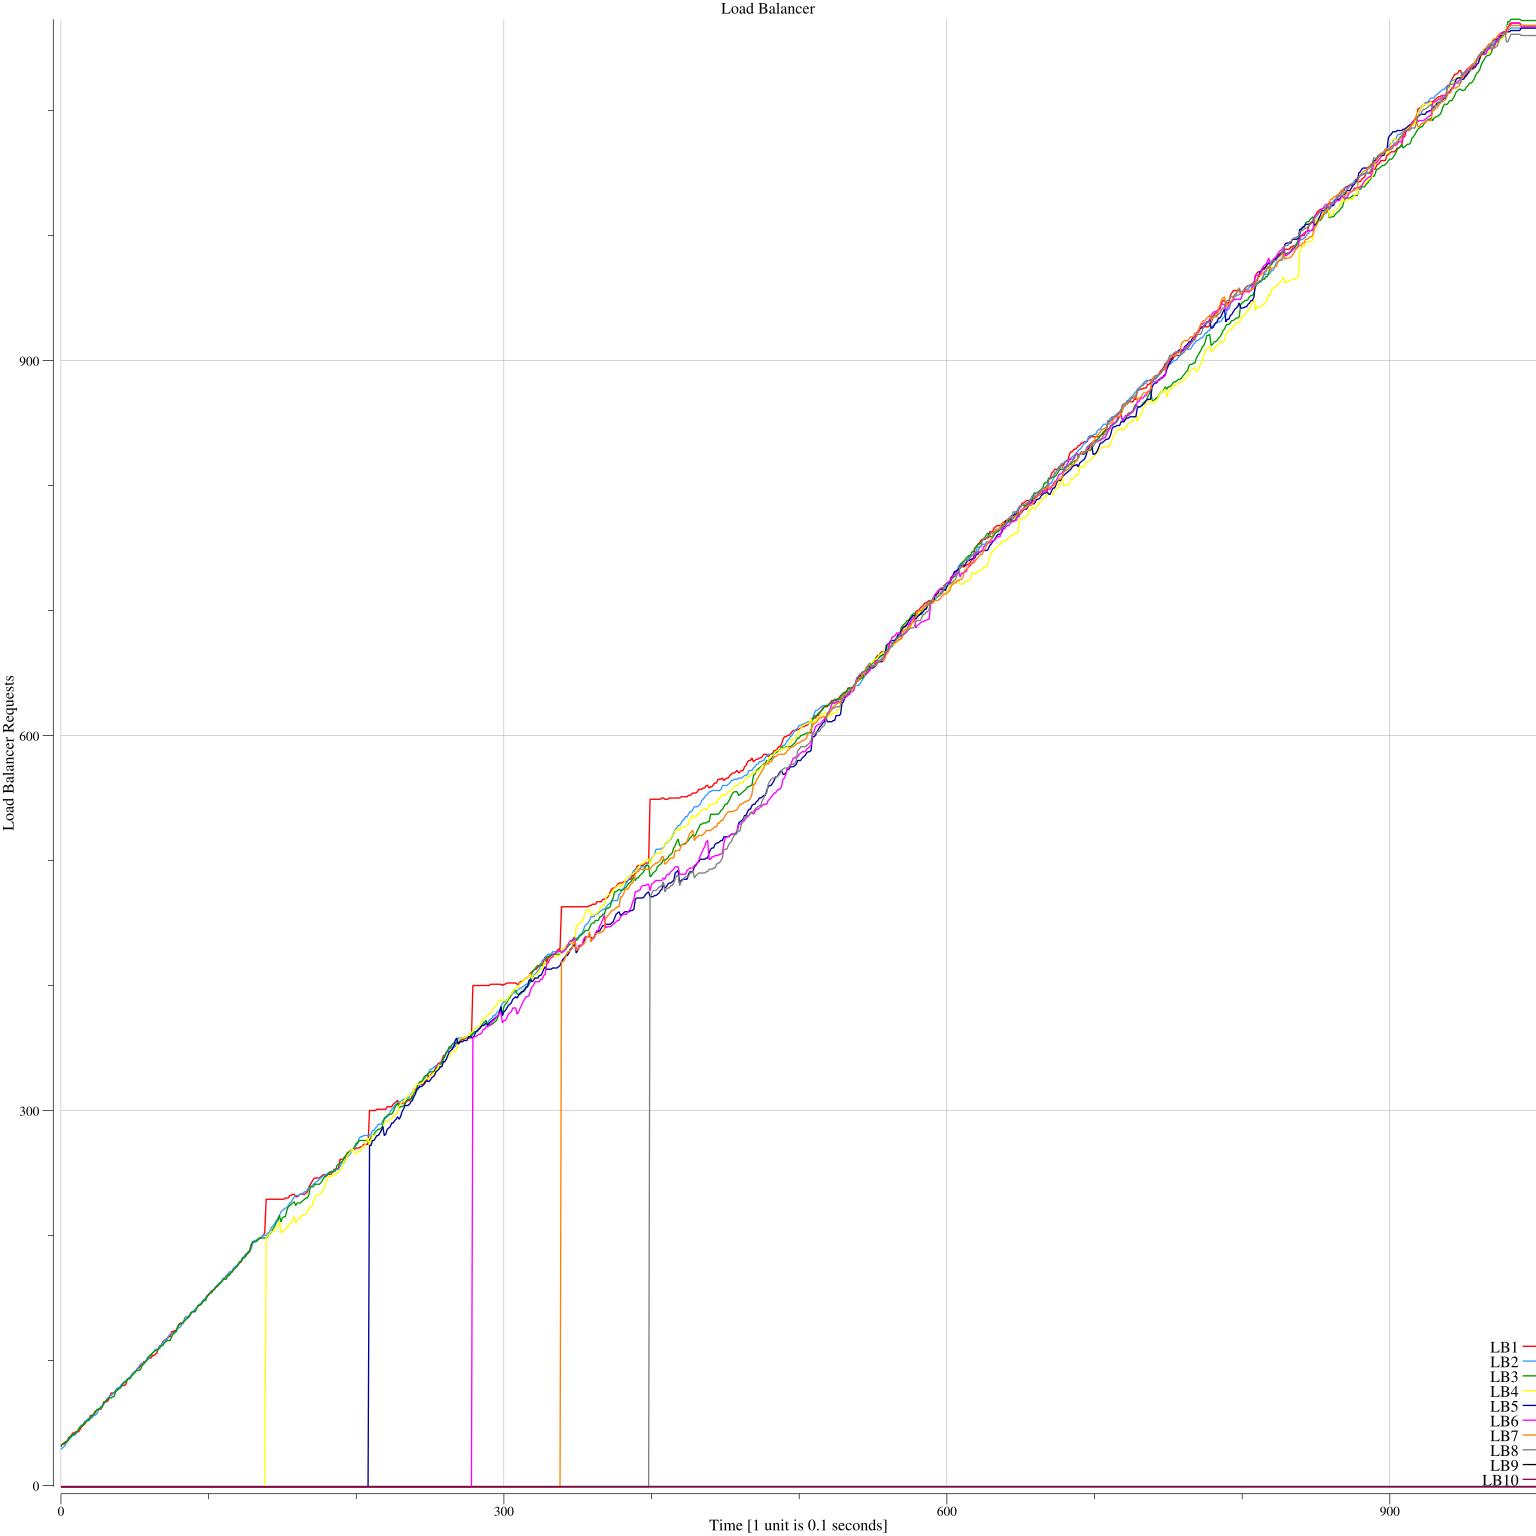 Load Balancer
Load Balancer Requests
900
600
300
0
0 300 600 900
Time [1 unit is 0.1 seconds]
LB1
LB2
LB3
LB4
LB5
LB6
LB7
LB8
LB9
LB10